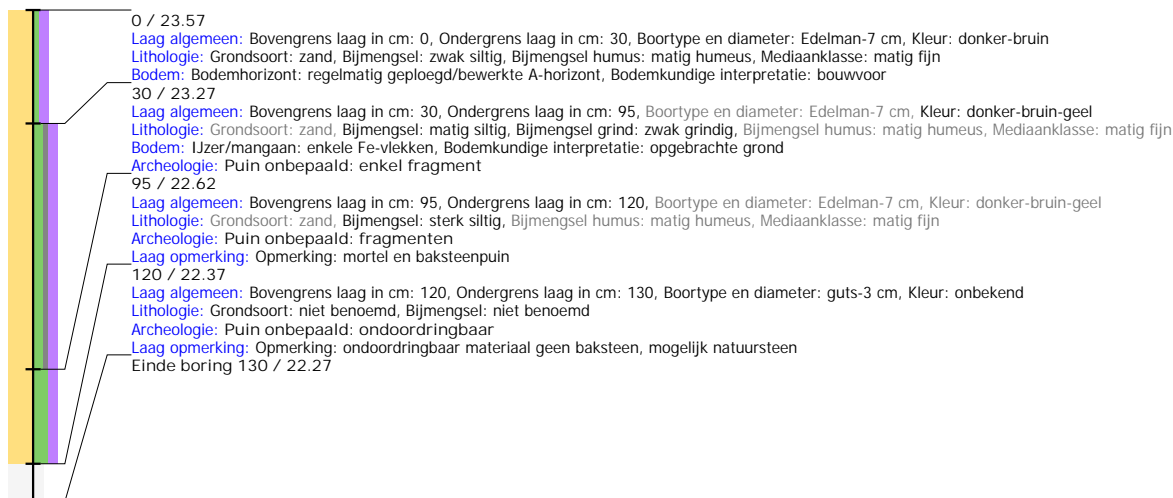 0 / 23.57
Laag algemeen: Bovengrens laag in cm: 0, Ondergrens laag in cm: 30, Boortype en diameter: Edelman-7 cm, Kleur: donker-bruin
Lithologie: Grondsoort: zand, Bijmengsel: zwak siltig, Bijmengsel humus: matig humeus, Mediaanklasse: matig fijn
Bodem: Bodemhorizont: regelmatig geploegd/bewerkte A-horizont, Bodemkundige interpretatie: bouwvoor
30 / 23.27
Laag algemeen: Bovengrens laag in cm: 30, Ondergrens laag in cm: 95, Boortype en diameter: Edelman-7 cm, Kleur: donker-bruin-geel
Lithologie: Grondsoort: zand, Bijmengsel: matig siltig, Bijmengsel grind: zwak grindig, Bijmengsel humus: matig humeus, Mediaanklasse: matig fijn
Bodem: IJzer/mangaan: enkele Fe-vlekken, Bodemkundige interpretatie: opgebrachte grond
Archeologie: Puin onbepaald: enkel fragment
95 / 22.62
Laag algemeen: Bovengrens laag in cm: 95, Ondergrens laag in cm: 120, Boortype en diameter: Edelman-7 cm, Kleur: donker-bruin-geel
Lithologie: Grondsoort: zand, Bijmengsel: sterk siltig, Bijmengsel humus: matig humeus, Mediaanklasse: matig fijn
Archeologie: Puin onbepaald: fragmenten
Laag opmerking: Opmerking: mortel en baksteenpuin
120 / 22.37
Laag algemeen: Bovengrens laag in cm: 120, Ondergrens laag in cm: 130, Boortype en diameter: guts-3 cm, Kleur: onbekend
Lithologie: Grondsoort: niet benoemd, Bijmengsel: niet benoemd
Archeologie: Puin onbepaald: ondoordringbaar
Laag opmerking: Opmerking: ondoordringbaar materiaal geen baksteen, mogelijk natuursteen
Einde boring 130 / 22.27